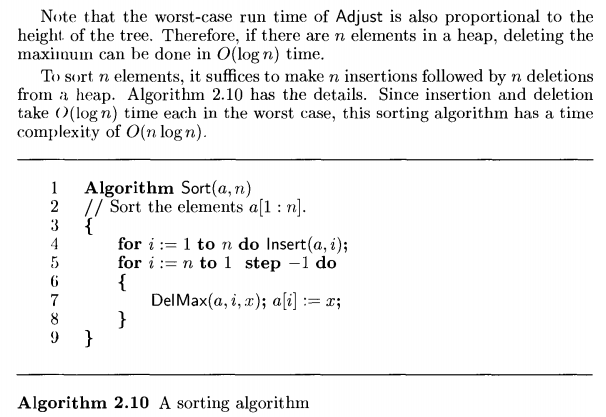 Note that the worst-case run time of Adjust is also proportional to the
height of the tree. Therefore, if there are n elements in a heap, deleting the
maximum can be done in O(log n) time.
To sort n elements, it suffices to make n insertions followed by n deletions
from a heap. Algorithm 2.10 has the details. Since insertion and deletion
take O(log n) time each in the worst case, this sorting algorithm has a time
complexity of O(n log n).
1 Algorithm Sort(a, n)
2 // Sort the elements a[1 : n].
3 {
4 for i := 1 to n do Insert(a, i);
5 for i := n to 1 step −1 do
6 {
7 DelMax(a, i, x); a[i] := x;
8 }
9 }
Algorithm 2.10 A sorting algorithm